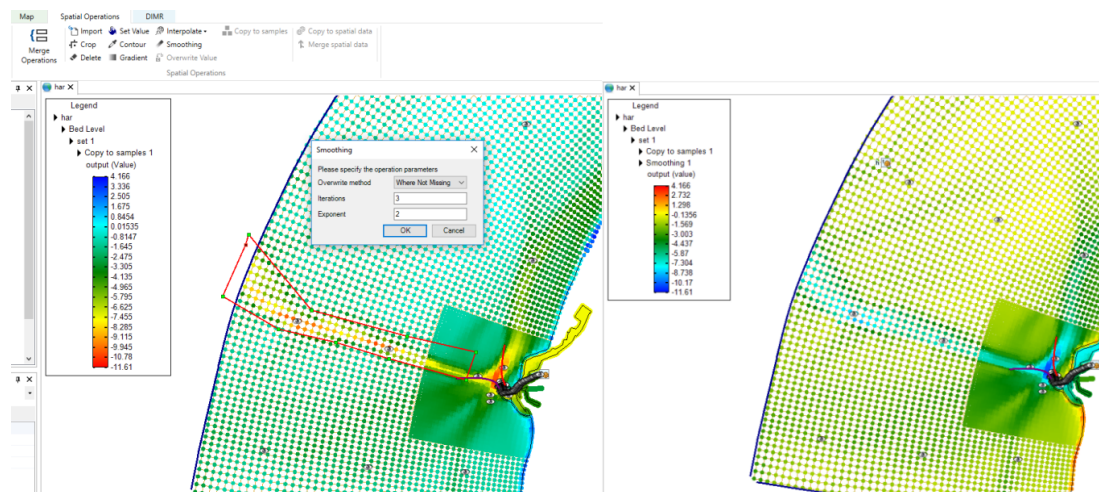 Map Spatial Operations DIMR
Import Set Value Interpolate Copy to samples Copy to spatial data
Merge Operations Crop Contour Smoothing Merge spatial data
Delete Gradient Overwrite Value
Spatial Operations
har
Legend
har
Bed Level
set 1
Copy to samples 1
output (Value)
4.166
3.336
2.505
1.675
0.8454
0.01535
-0.8147
-1.645
-2.475
-3.305
-4.135
-4.965
-5.795
-6.625
-7.455
-8.285
-9.115
-9.945
-10.78
-11.61
Smoothing
Please specify the operation parameters
Overwrite method Where Not Missing
Iterations 3
Exponent 2
OK Cancel
har
Legend
har
Bed Level
set 1
Copy to samples 1
Smoothing 1
output (value)
4.166
2.732
1.298
-0.1356
-1.569
-3.003
-4.437
-5.87
-7.304
-8.738
-10.17
-11.61